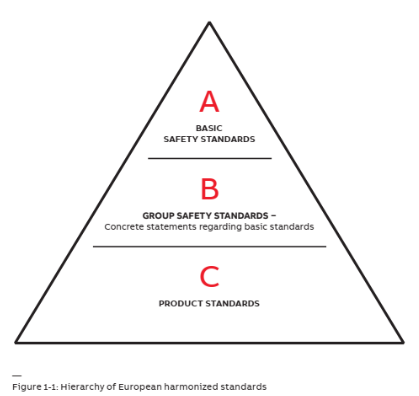 A
BASIC
SAFETY STANDARDS
B
GROUP SAFETY STANDARDS –
Concrete statements regarding basic standards
C
PRODUCT STANDARDS
—
Figure 1-1: Hierarchy of European harmonized standards